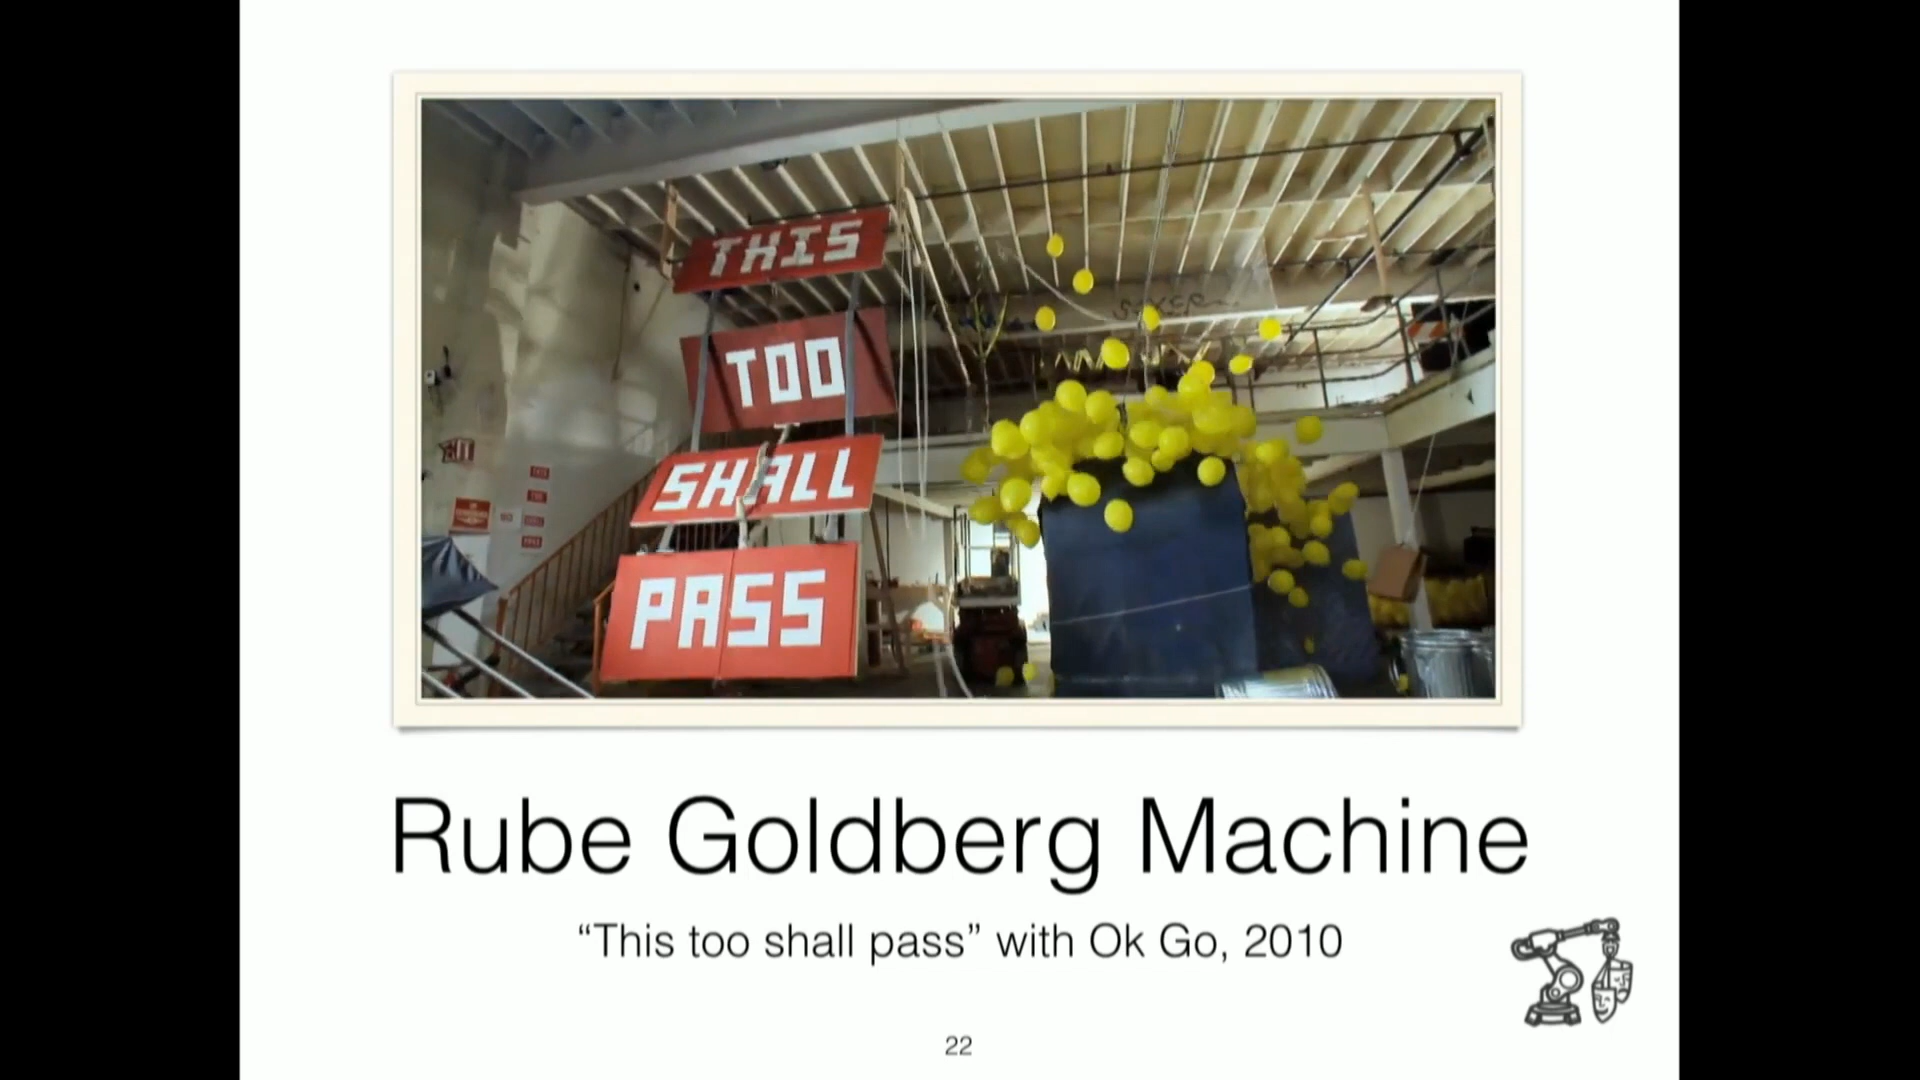 THIS
TOO
SHALL
PASS
Rube Goldberg Machine
“This too shall pass” with Ok Go, 2010
22